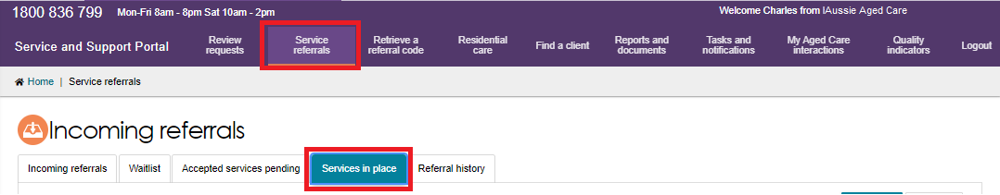 1800 836 799 Mon-Fri 8am - 8pm Sat 10am - 2pm Welcome Charles from IAussie Aged Care
Service and Support Portal
Review requests
Service referrals
Retrieve a referral code
Residential care
Find a client
Reports and documents
Tasks and notifications
My Aged Care interactions
Quality indicators
Logout
Home | Service referrals
Incoming referrals
Incoming referrals Waitlist Accepted services pending Services in place Referral history